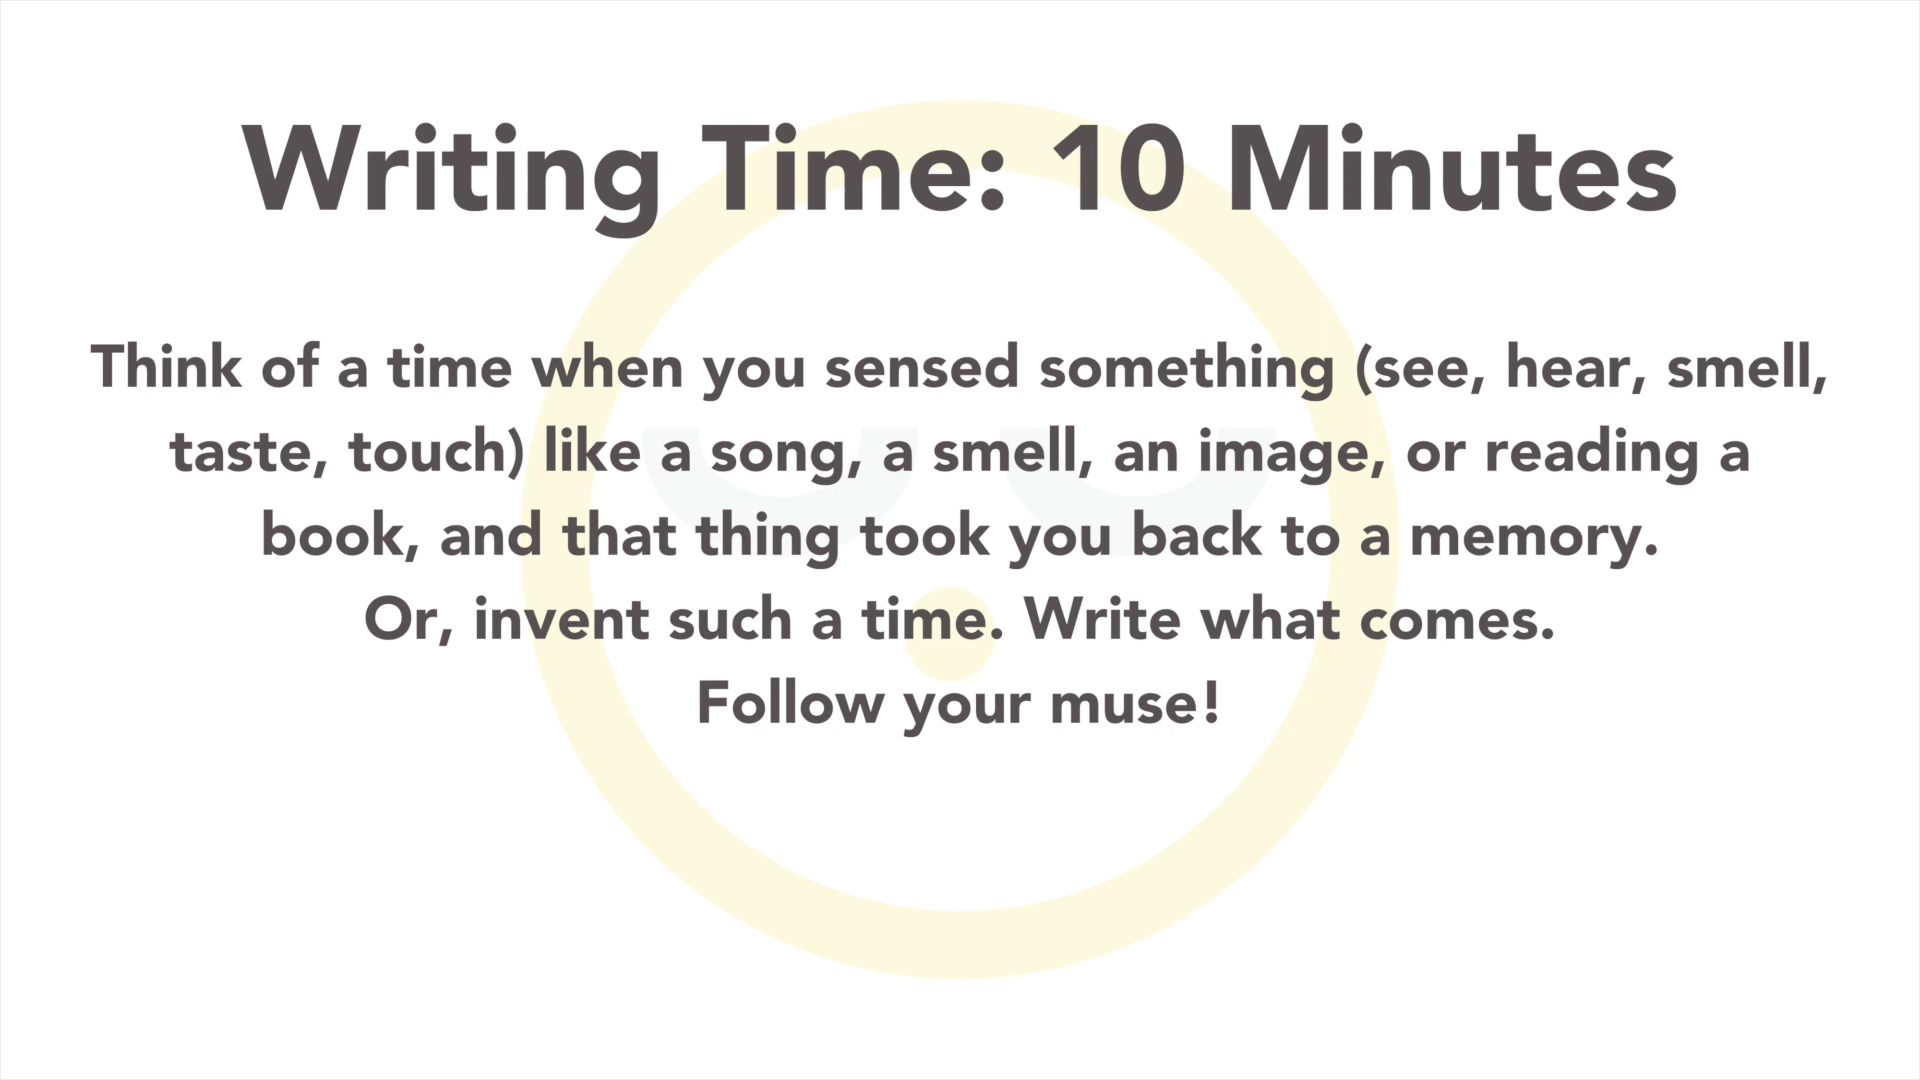 Writing Time: 10 Minutes
Think of a time when you sensed something (see, hear, smell,
taste, touch) like a song, a smell, an image, or reading a
book, and that thing took you back to a memory.
Or, invent such a time. Write what comes.
Follow your muse!